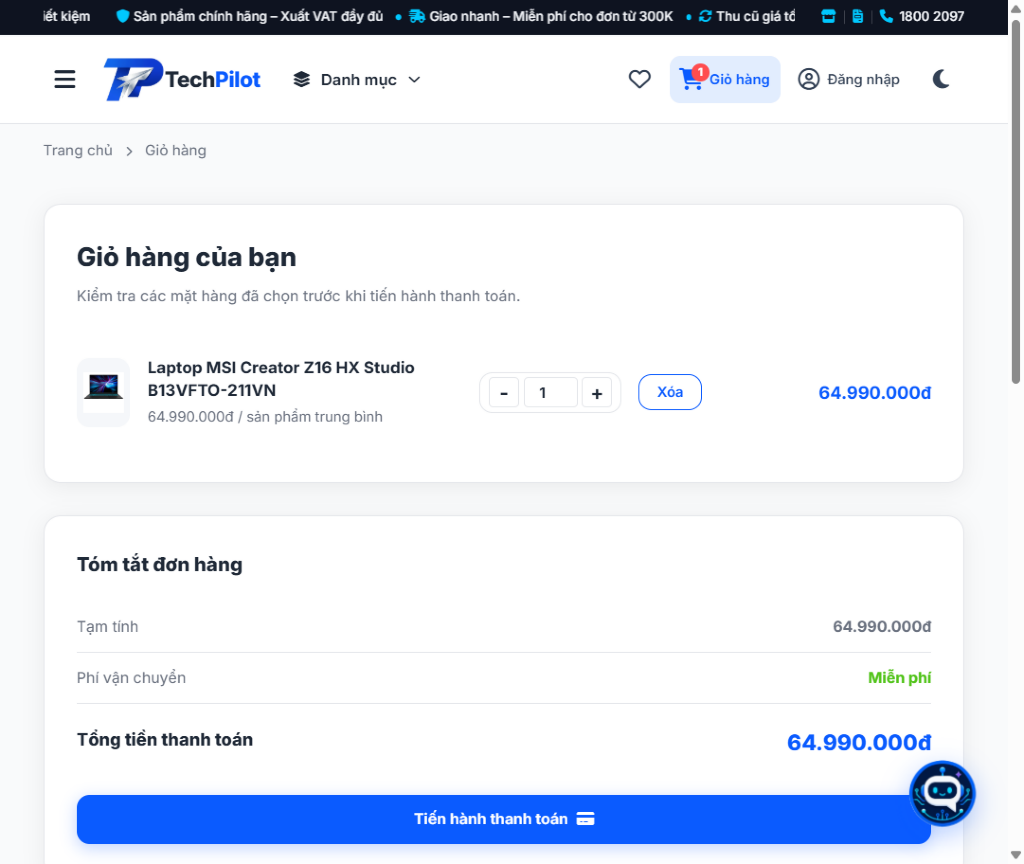 iết kiệm Sản phẩm chính hãng – Xuất VAT đầy đủ • Giao nhanh – Miễn phí cho đơn từ 300K • Thu cũ giá tố 1800 2097
TechPilot Danh mục 1 Giỏ hàng Đăng nhập
Trang chủ > Giỏ hàng
Giỏ hàng của bạn
Kiểm tra các mặt hàng đã chọn trước khi tiến hành thanh toán.
Laptop MSI Creator Z16 HX Studio
B13VFTO-211VN
64.990.000đ / sản phẩm trung bình
- 1 + Xóa 64.990.000đ
Tóm tắt đơn hàng
Tạm tính 64.990.000đ
Phí vận chuyển Miễn phí
Tổng tiền thanh toán 64.990.000đ
Tiến hành thanh toán